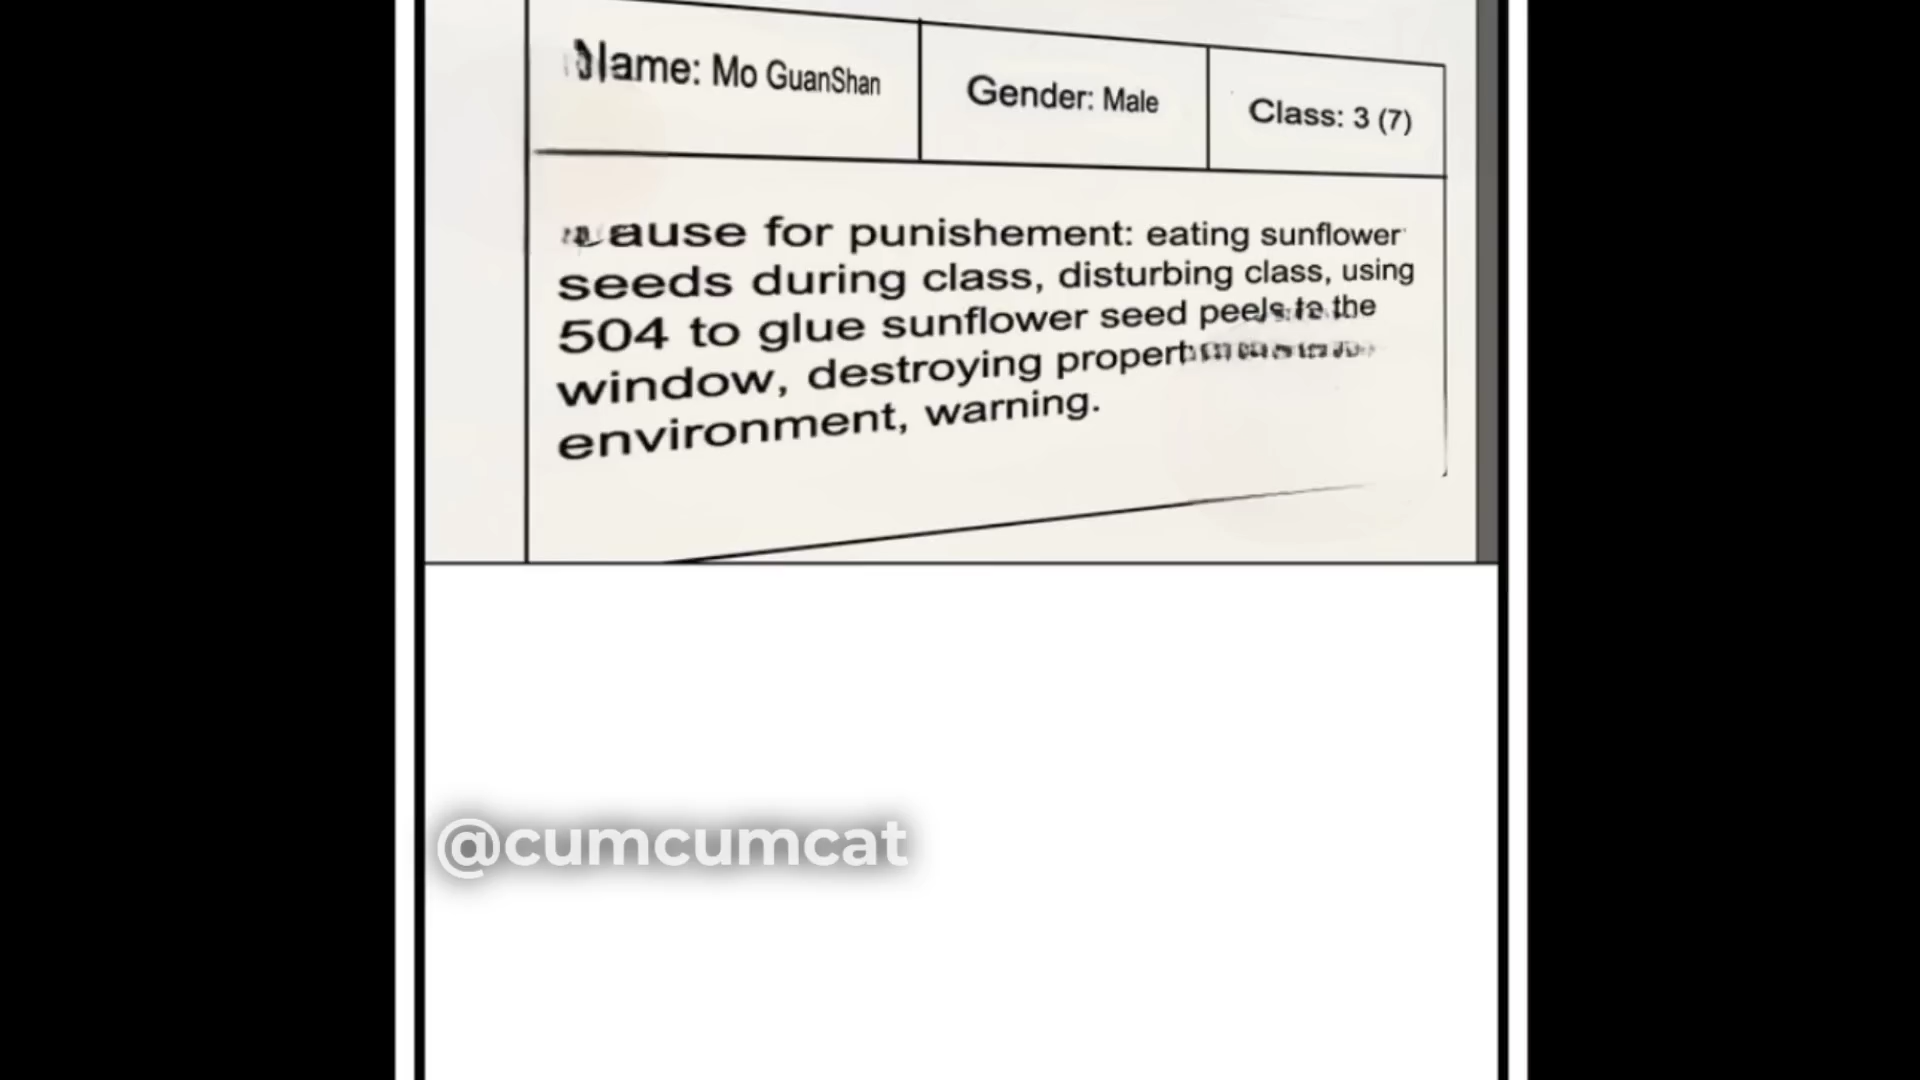 Name: Mo GuanShan
Gender: Male
Class: 3 (7)
ause for punishement: eating sunflower
seeds during class, disturbing class, using
504 to glue sunflower seed peels to the
window, destroying
environment, warning.
@cumcumcat